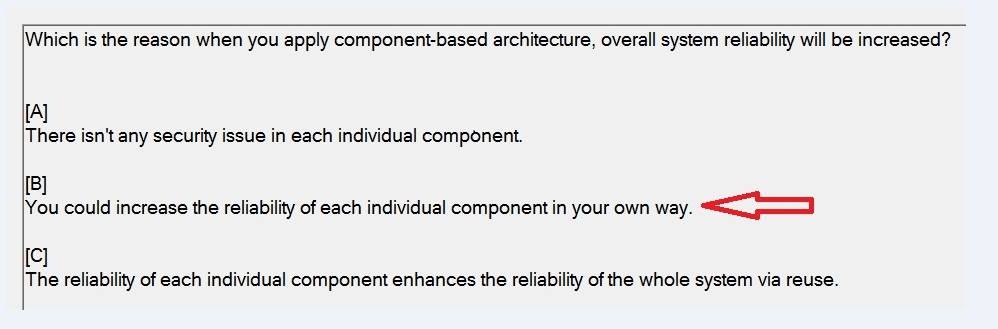 Which is the reason when you apply component-based architecture, overall system reliability will be increased?
[A]
There isn't any security issue in each individual component.
[B]
You could increase the reliability of each individual component in your own way.
[C]
The reliability of each individual component enhances the reliability of the whole system via reuse.